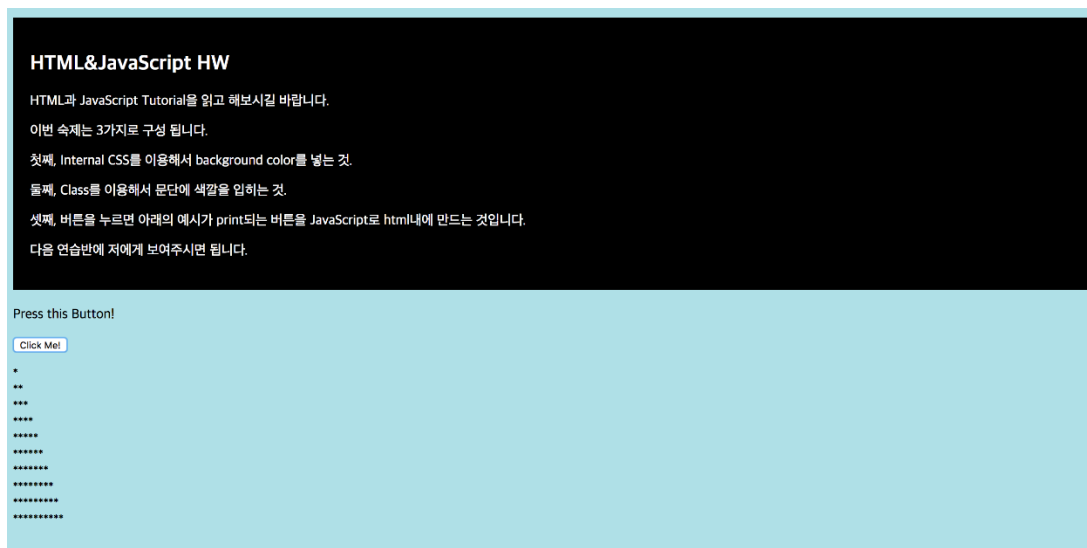 HTML&JavaScript HW
HTML과 JavaScript Tutorial을 읽고 해보시길 바랍니다.
이번 숙제는 3가지로 구성 됩니다.
첫째, Internal CSS를 이용해서 background color를 넣는 것.
둘째, Class를 이용해서 문단에 색깔을 입히는 것.
셋째, 버튼을 누르면 아래의 예시가 print되는 버튼을 JavaScript로 html내에 만드는 것입니다.
다음 연습반에 저에게 보여주시면 됩니다.
Press this Button!
Click Me!
*
**
***
****
*****
******
*******
********
*********
**********